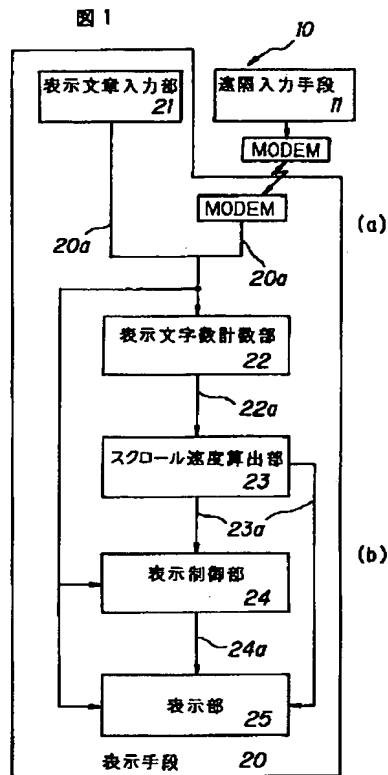 図1
10
表示文章入力部
21
遠隔入力手段
11
MODEM
MODEM
(a)
20a
20a
表示文字数計数部
22
22a
スクロール速度算出部
23
23a
(b)
表示制御部
24
24a
表示部
25
表示手段 20